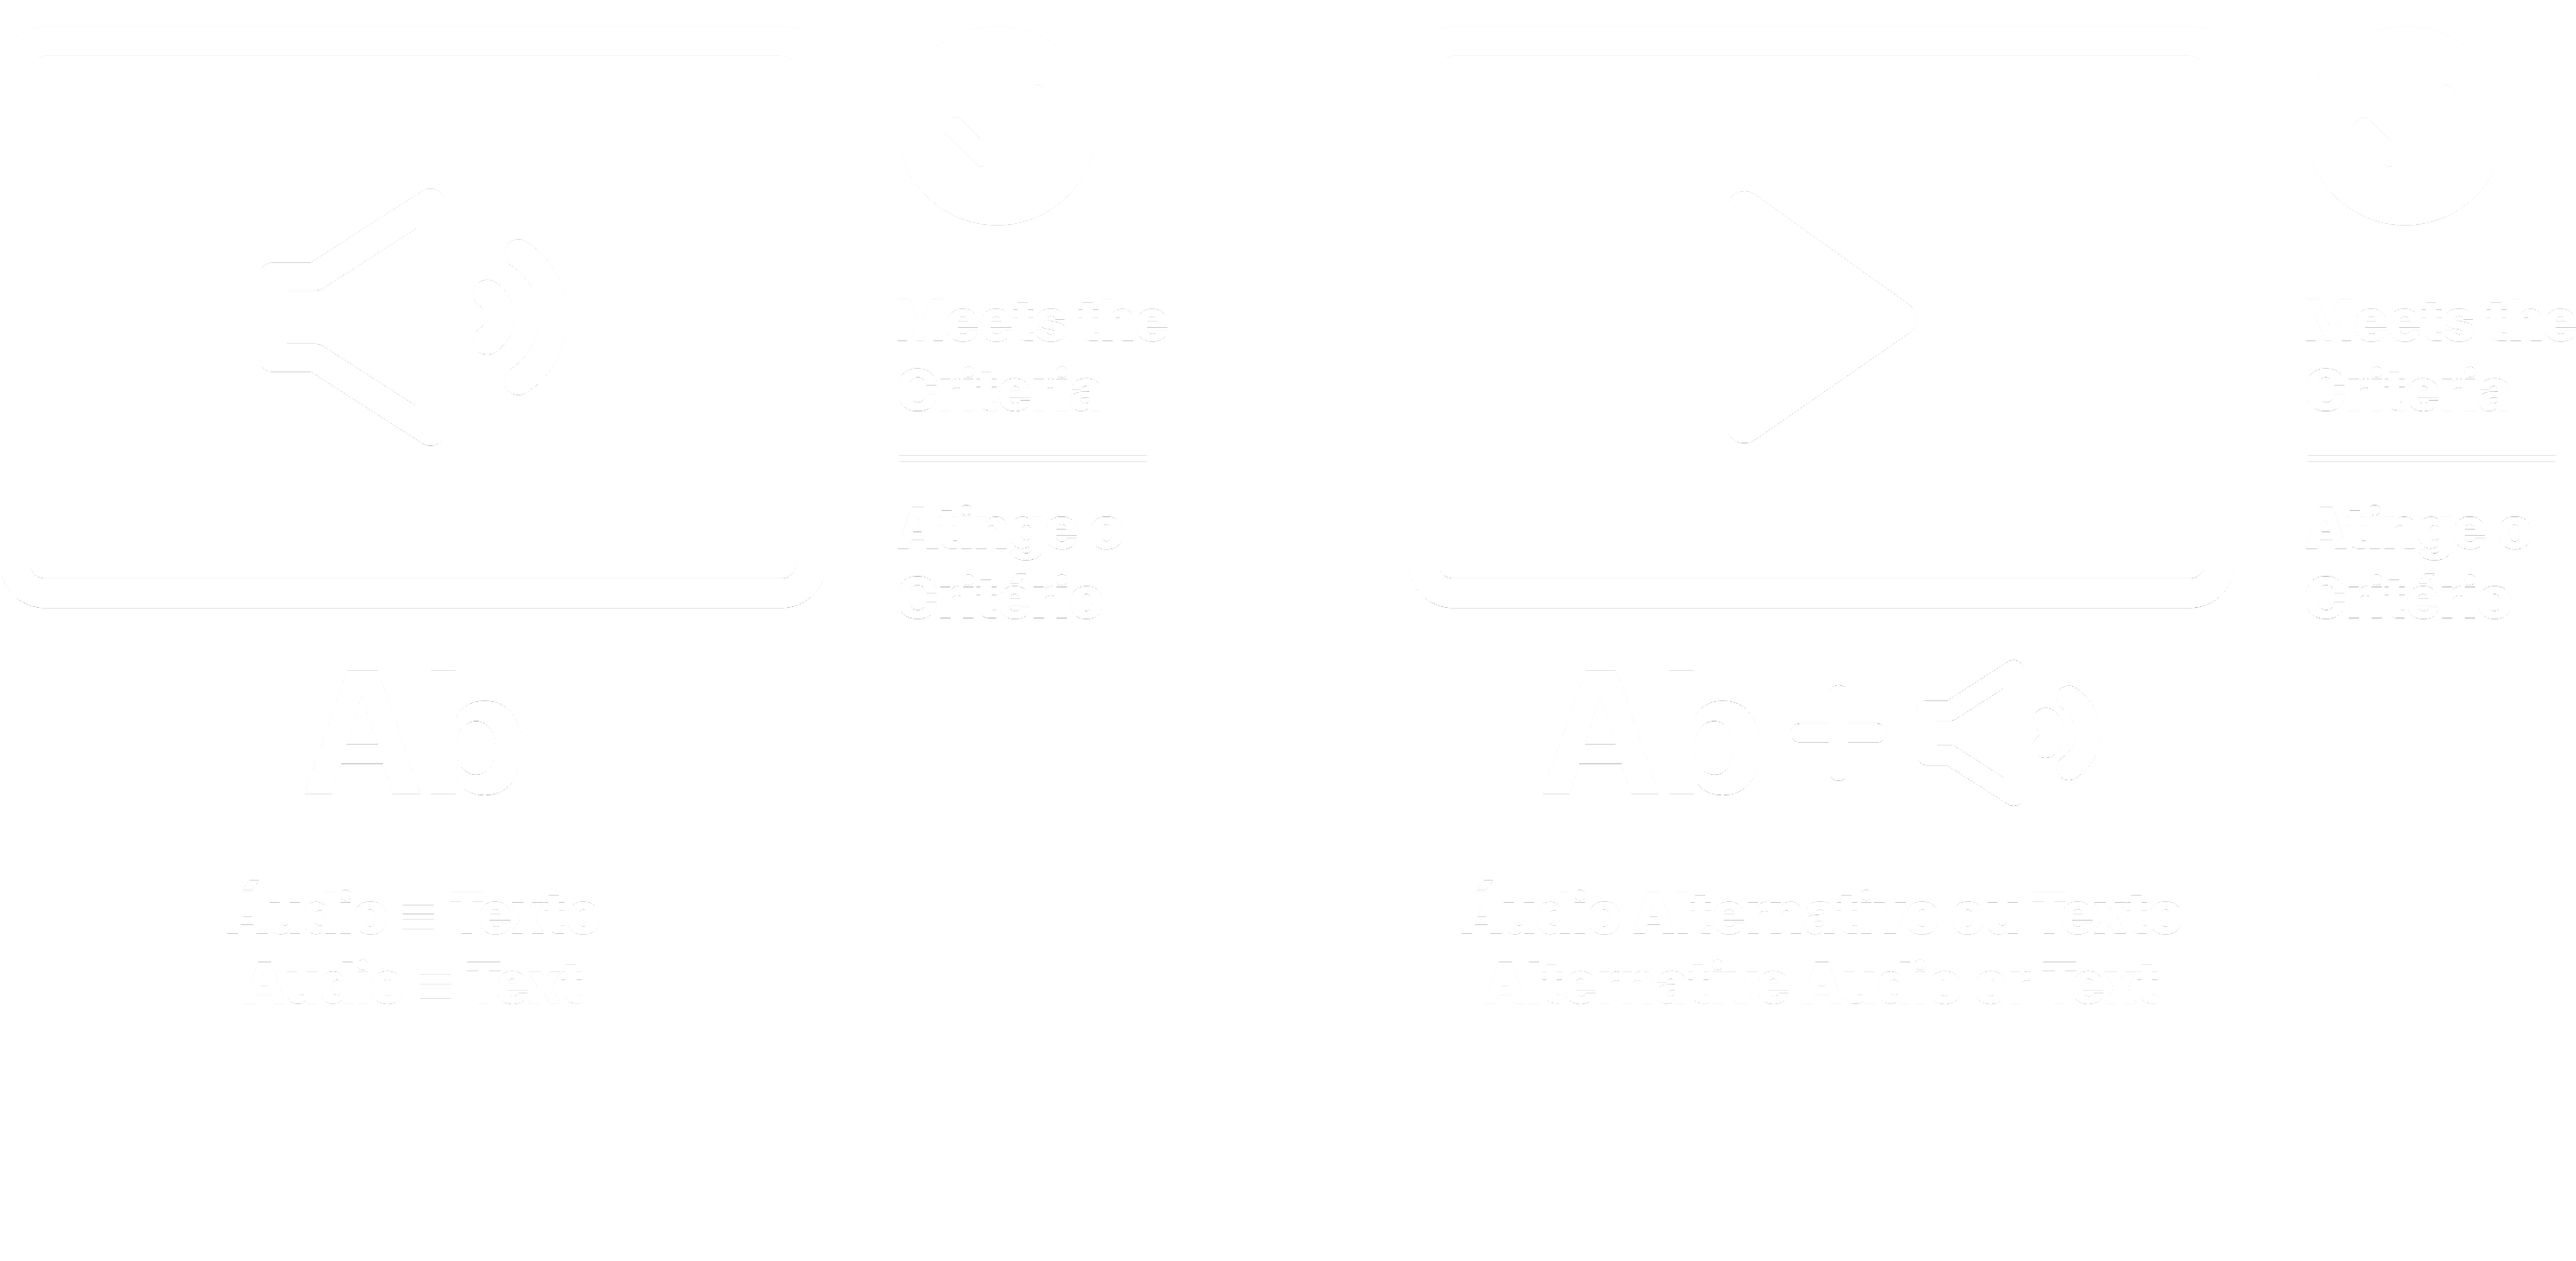 Meets the
Criteria
Atinge o
Critério
Ab
Áudio = Texto
Audio = Text
Meets the
Criteria
Atinge o
Critério
Ab +
Áudio Alternativo ou Texto
Alternative Audio or Text